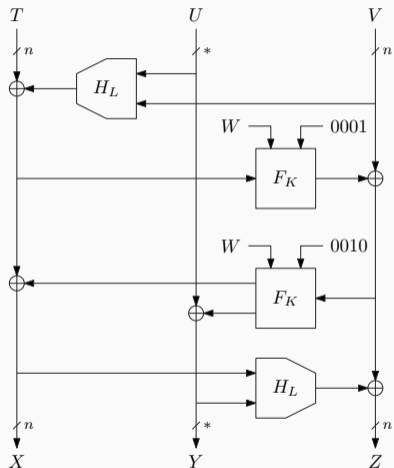 T U V
n * n
H_L
W 0001
F_K
W 0010
F_K
H_L
n * n
X Y Z